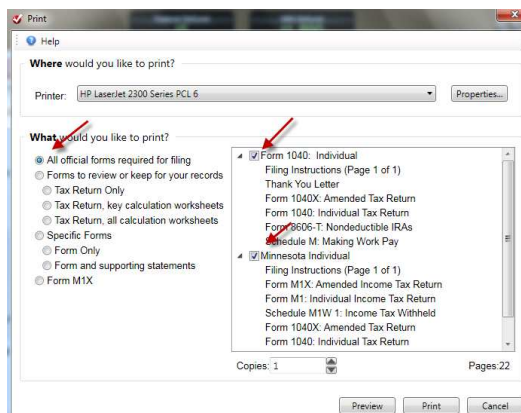 Print
Help
Where would you like to print?
Printer: HP LaserJet 2300 Series PCL 6 Properties...
What would you like to print?
All official forms required for filing
Forms to review or keep for your records
Tax Return Only
Tax Return, key calculation worksheets
Tax Return, all calculation worksheets
Specific Forms
Form Only
Form and supporting statements
Form M1X
Form 1040: Individual
Filing Instructions (Page 1 of 1)
Thank You Letter
Form 1040X: Amended Tax Return
Form 1040: Individual Tax Return
Form 8606-T: Nondeductible IRAs
Schedule M: Making Work Pay
Minnesota Individual
Filing Instructions (Page 1 of 1)
Form M1X: Amended Income Tax Return
Form M1: Individual Income Tax Return
Schedule M1W 1: Income Tax Withheld
Form 1040X: Amended Tax Return
Form 1040: Individual Tax Return
Copies: 1 Pages:22
Preview Print Cancel